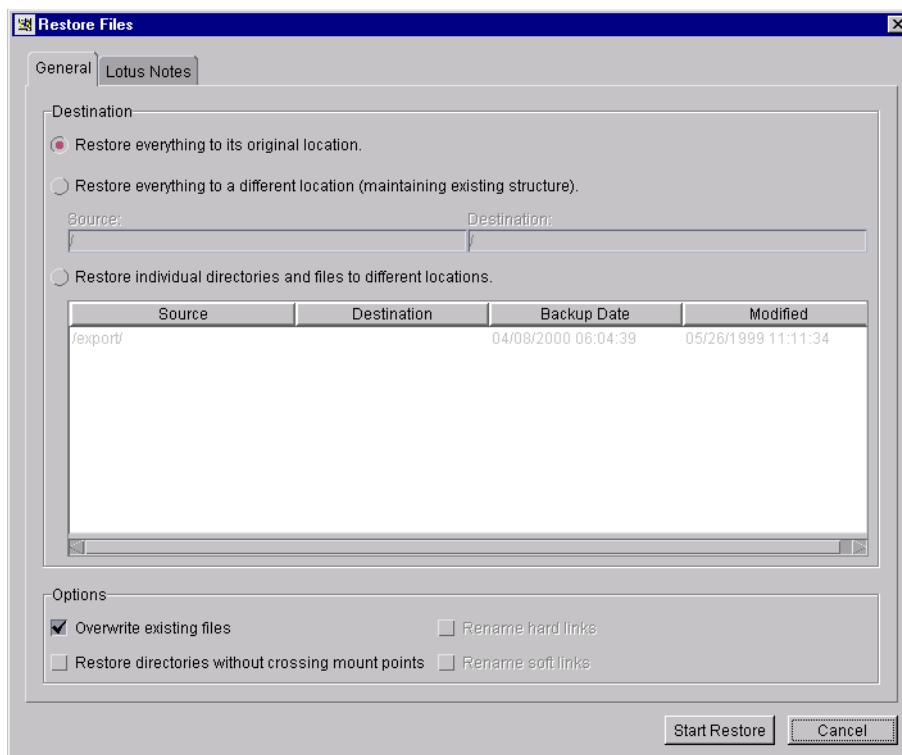 Restore Files
General Lotus Notes
Destination
Restore everything to its original location.
Restore everything to a different location (maintaining existing structure).
Source: Destination:
/ /
Restore individual directories and files to different locations.
Source Destination Backup Date Modified
/export/ 04/08/2000 06:04:39 05/26/1999 11:11:34
Options
Overwrite existing files Rename hard links
Restore directories without crossing mount points Rename soft links
Start Restore Cancel